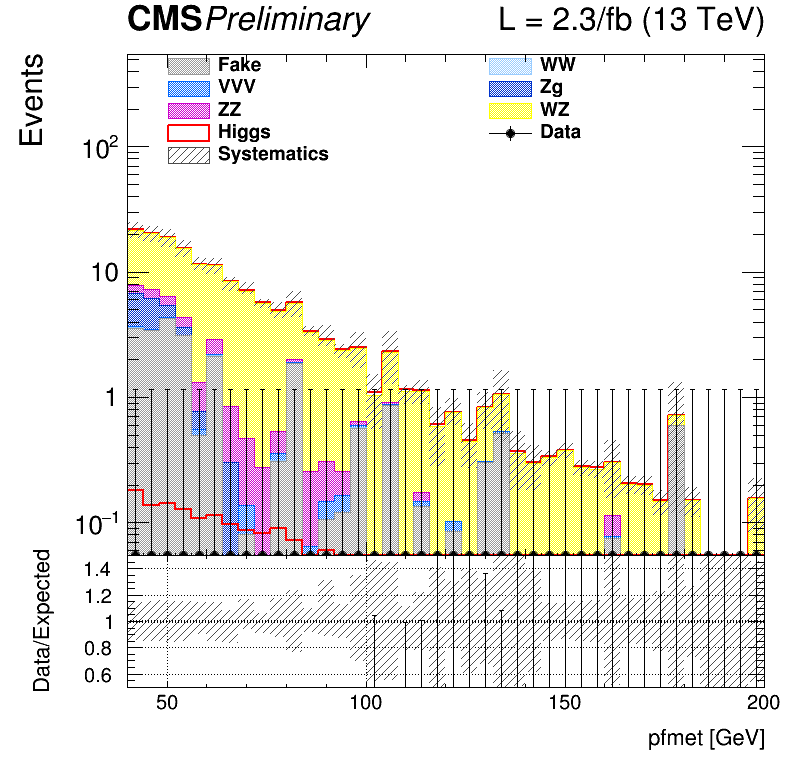 CMS Preliminary L = 2.3/fb (13 TeV)
Events
Fake WW
VVV Zg
ZZ WZ
Higgs Data
Systematics
10²
10
1
10⁻¹
Data/Expected
1.4
1.2
1
0.8
0.6
50 100 150 200
pfmet [GeV]